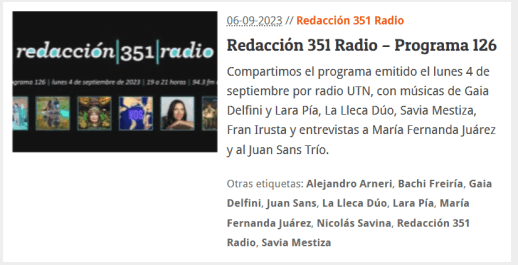 redacción|351|radio
programa 126 | lunes 4 de septiembre de 2023 | 19 a 21 horas | 94.3 fm
06-09-2023 // Redacción 351 Radio
Redacción 351 Radio – Programa 126
Compartimos el programa emitido el lunes 4 de
septiembre por radio UTN, con músicas de Gaia
Delfini y Lara Pía, La Lleca Dúo, Savia Mestiza,
Fran Irusta y entrevistas a María Fernanda Juárez
y al Juan Sans Trío.
Otras etiquetas: Alejandro Arneri, Bachi Freiría, Gaia
Delfini, Juan Sans, La Lleca Dúo, Lara Pía, María
Fernanda Juárez, Nicolás Savina, Redacción 351
Radio, Savia Mestiza